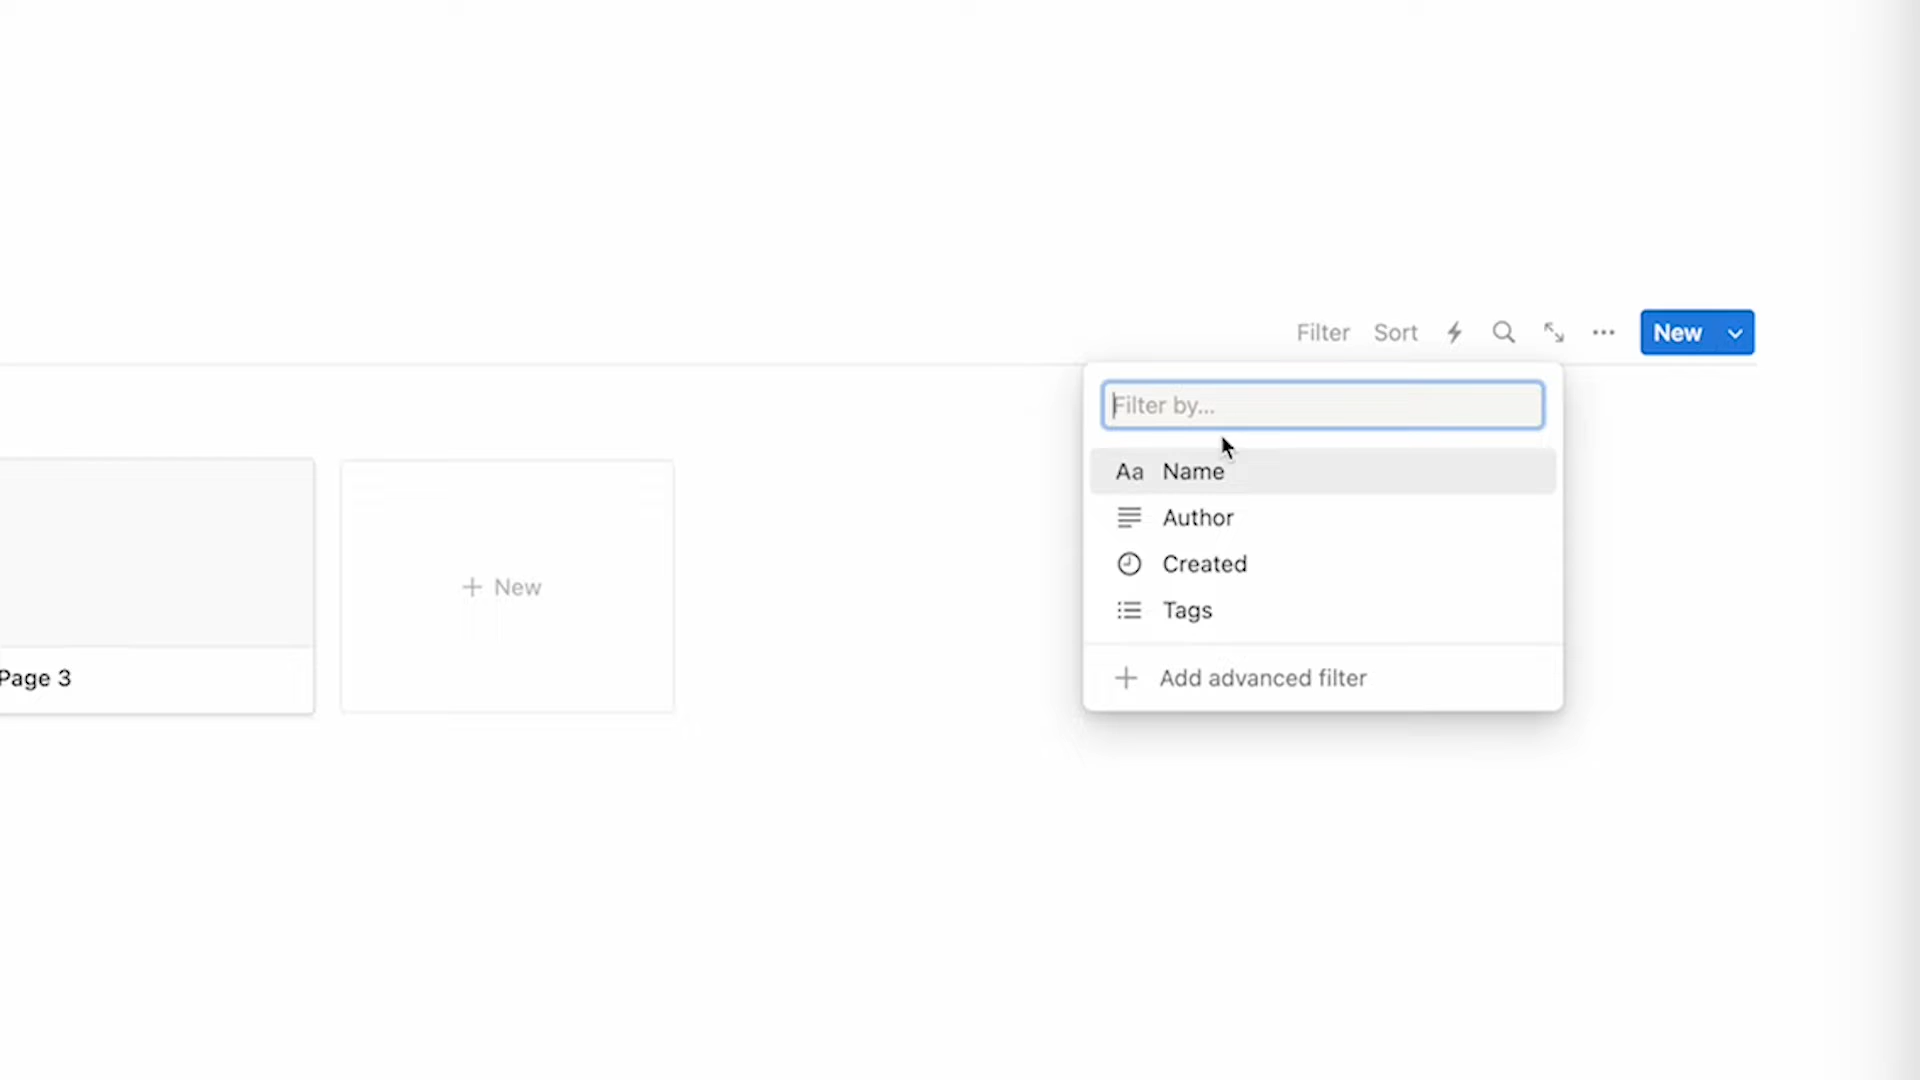 Filter Sort New
Filter by...
Aa Name
Author
Created
Tags
Add advanced filter
New
Page 3